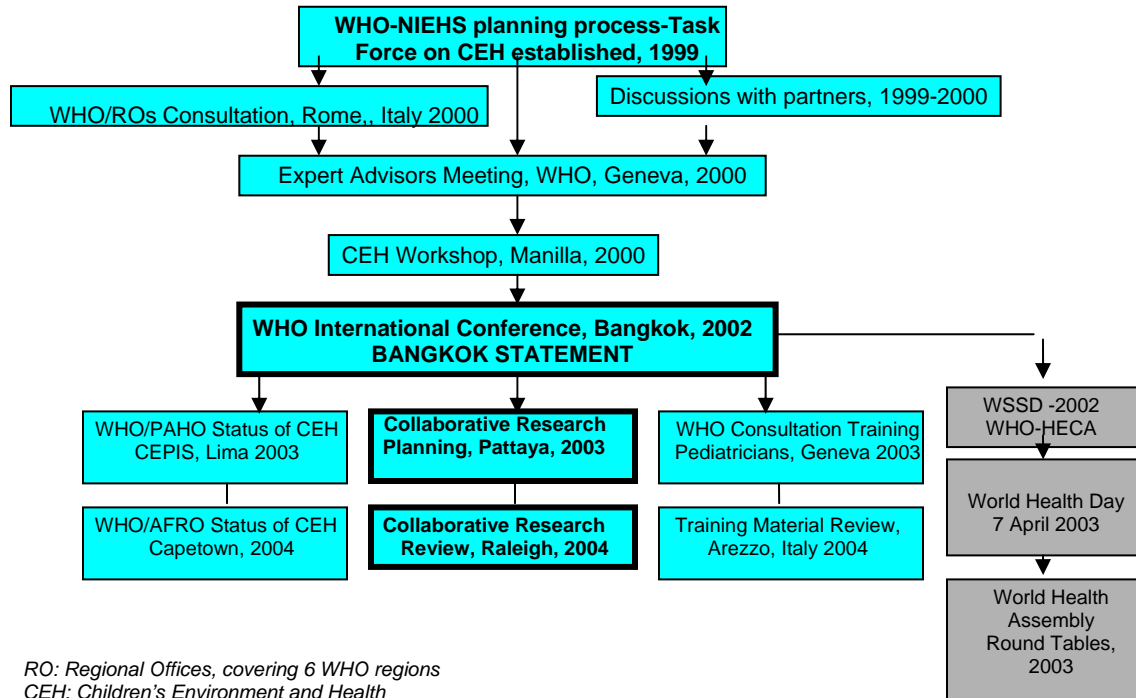 WHO-NIEHS planning process-Task
Force on CEH established, 1999
WHO/ROs Consultation, Rome,, Italy 2000
Discussions with partners, 1999-2000
Expert Advisors Meeting, WHO, Geneva, 2000
CEH Workshop, Manilla, 2000
WHO International Conference, Bangkok, 2002
BANGKOK STATEMENT
WHO/PAHO Status of CEH
CEPIS, Lima 2003
Collaborative Research
Planning, Pattaya, 2003
WHO Consultation Training
Pediatricians, Geneva 2003
WSSD -2002
WHO-HECA
WHO/AFRO Status of CEH
Capetown, 2004
Collaborative Research
Review, Raleigh, 2004
Training Material Review,
Arezzo, Italy 2004
World Health Day
7 April 2003
World Health
Assembly
Round Tables,
2003
RO: Regional Offices, covering 6 WHO regions
CEH: Children's Environment and Health